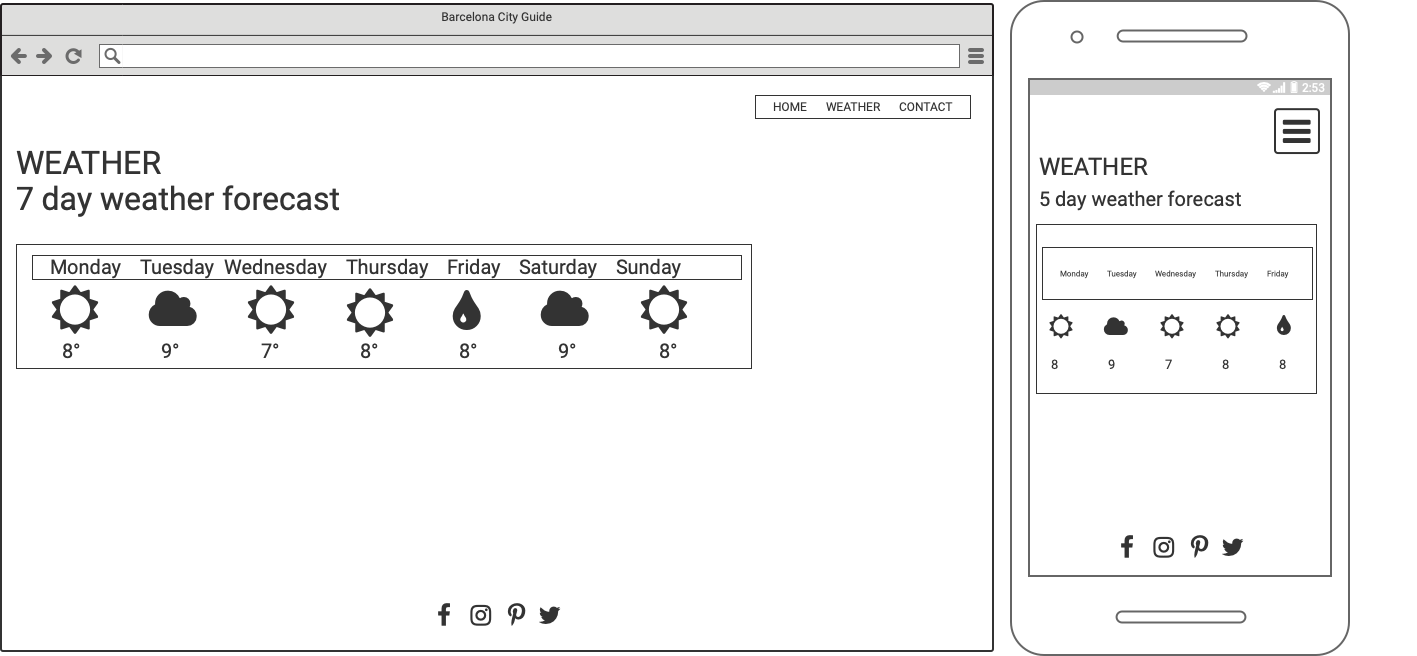 Barcelona City Guide
HOME WEATHER CONTACT
WEATHER
7 day weather forecast
Monday Tuesday Wednesday Thursday Friday Saturday Sunday
8° 9° 7° 8° 8° 9° 8°
2:53
WEATHER
5 day weather forecast
Monday Tuesday Wednesday Thursday Friday
8 9 7 8 8